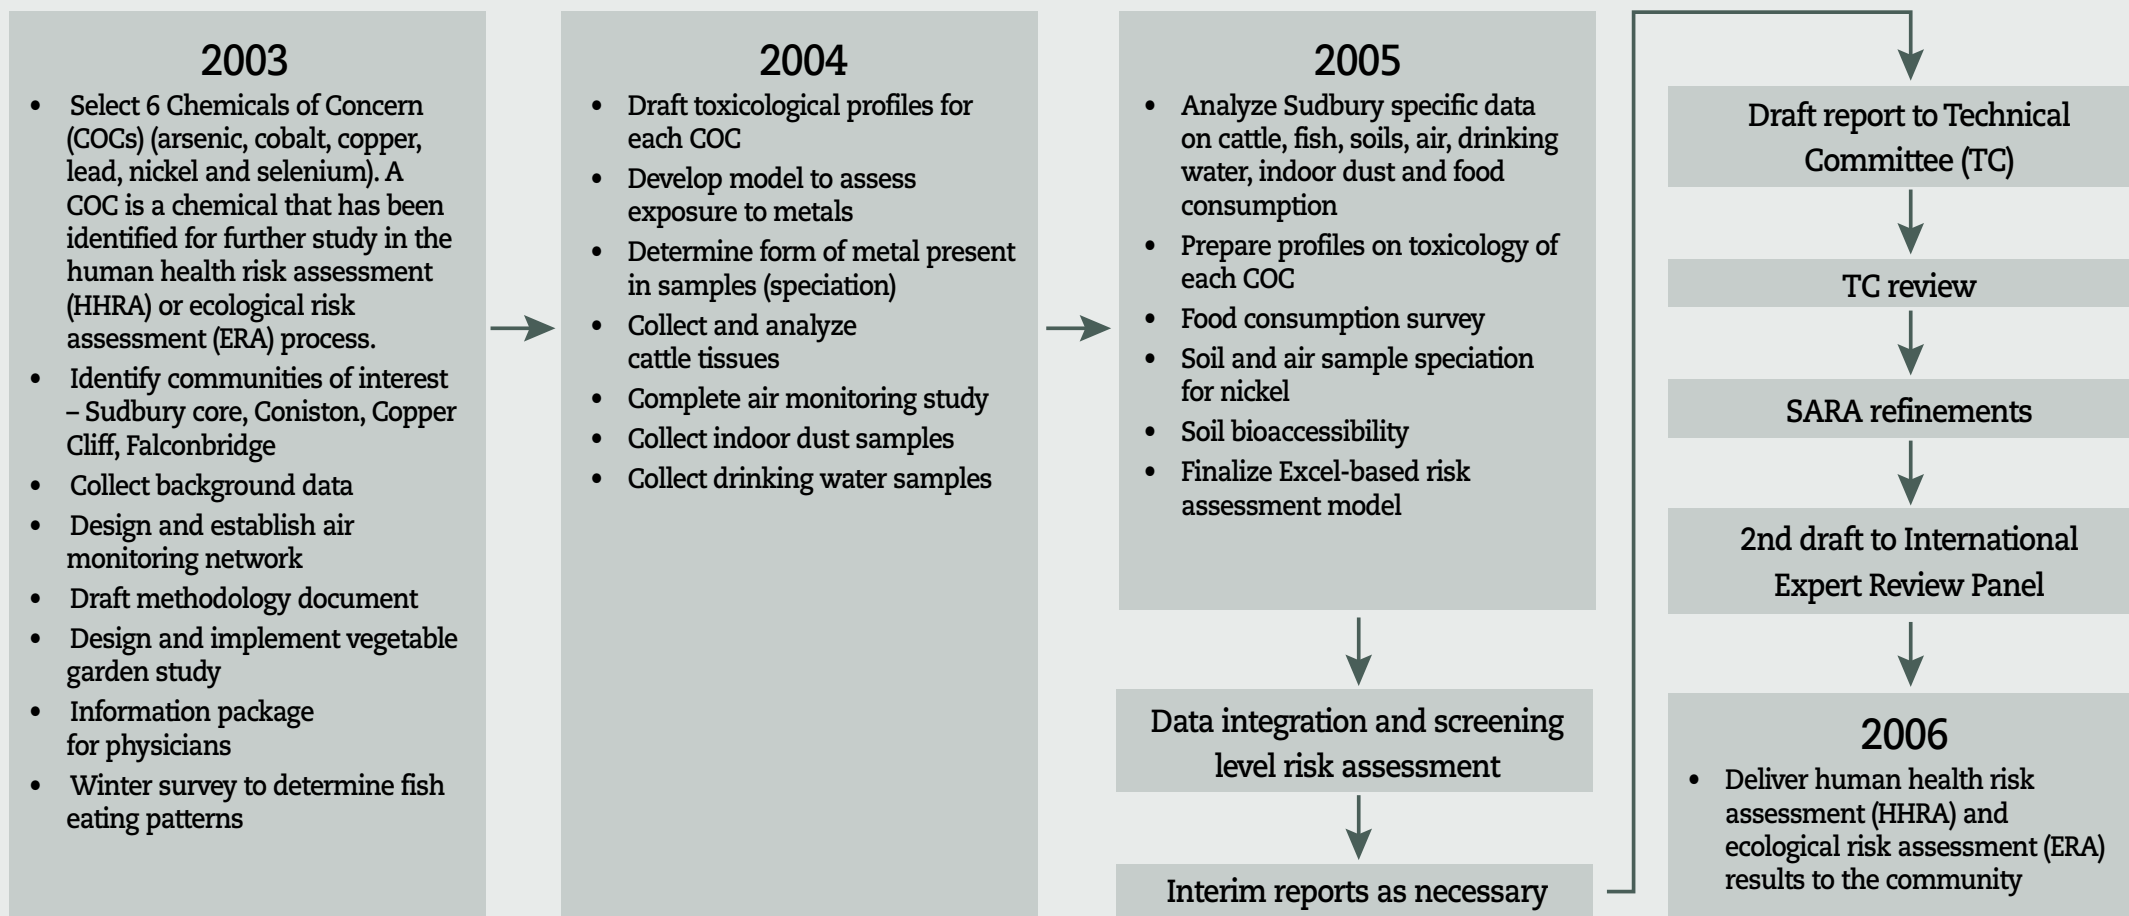 2003
• Select 6 Chemicals of Concern
(COCs) (arsenic, cobalt, copper,
lead, nickel and selenium). A
COC is a chemical that has been
identified for further study in the
human health risk assessment
(HHRA) or ecological risk
assessment (ERA) process.
• Identify communities of interest
– Sudbury core, Coniston, Copper
Cliff, Falconbridge
• Collect background data
• Design and establish air
monitoring network
• Draft methodology document
• Design and implement vegetable
garden study
• Information package
for physicians
• Winter survey to determine fish
eating patterns
2004
• Draft toxicological profiles for
each COC
• Develop model to assess
exposure to metals
• Determine form of metal present
in samples (speciation)
• Collect and analyze
cattle tissues
• Complete air monitoring study
• Collect indoor dust samples
• Collect drinking water samples
2005
• Analyze Sudbury specific data
on cattle, fish, soils, air, drinking
water, indoor dust and food
consumption
• Prepare profiles on toxicology of
each COC
• Food consumption survey
• Soil and air sample speciation
for nickel
• Soil bioaccessibility
• Finalize Excel-based risk
assessment model
Data integration and screening
level risk assessment
Interim reports as necessary
Draft report to Technical
Committee (TC)
TC review
SARA refinements
2nd draft to International
Expert Review Panel
2006
• Deliver human health risk
assessment (HHRA) and
ecological risk assessment (ERA)
results to the community